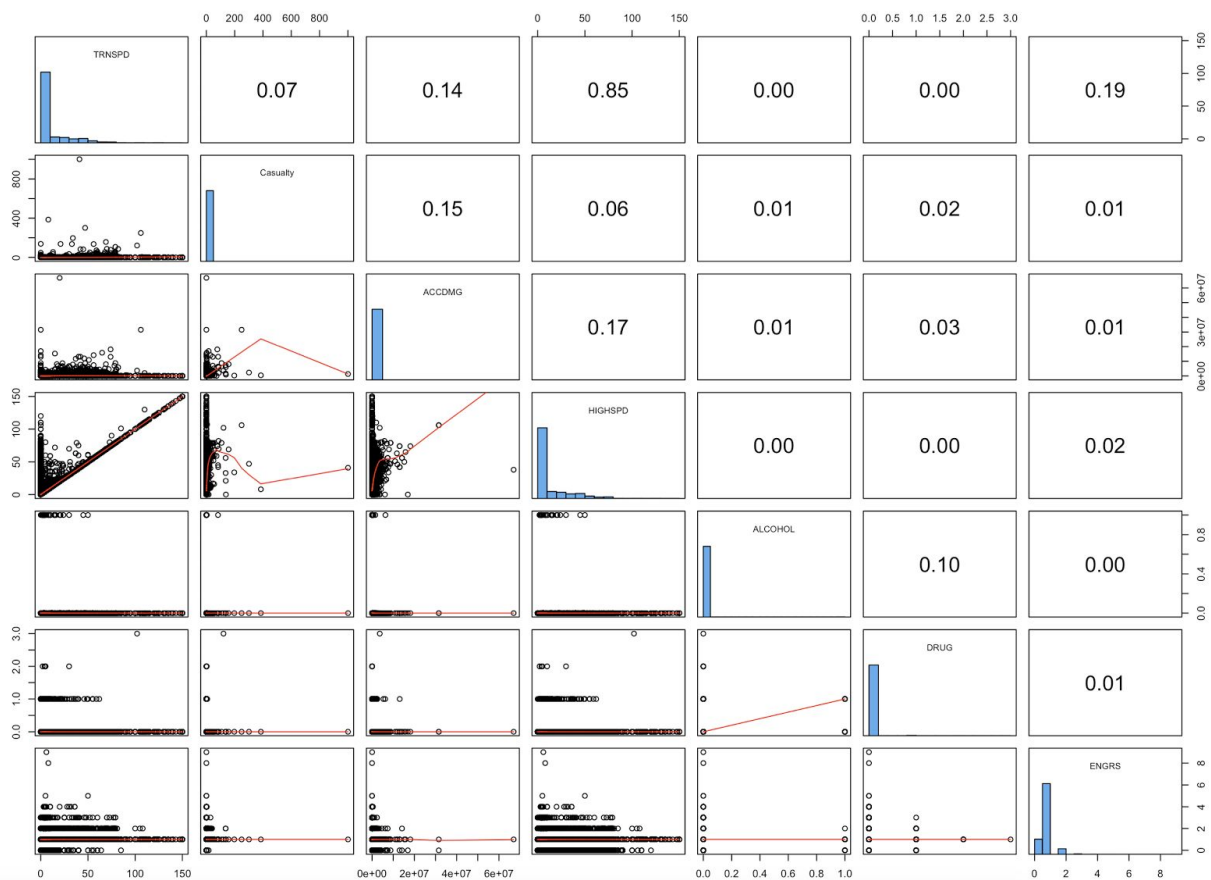 0 200 400 600 800
0 50 100 150
0.0 0.5 1.0 1.5 2.0 2.5 3.0
TRNSPD
0.07
0.14
0.85
0.00
0.00
0.19
0 50 100 150
0 400 800
Casualty
0.15
0.06
0.01
0.02
0.01
ACCDMG
0.17
0.01
0.03
0.01
0e+00 3e+07 6e+07
0 50 100 150
HIGHSPD
0.00
0.00
0.02
ALCOHOL
0.10
0.00
0.0 0.4 0.8
0.0 1.0 2.0 3.0
DRUG
0.01
ENGRS
0 2 4 6 8
0 50 100 150
0e+00 2e+07 4e+07 6e+07
0.0 0.2 0.4 0.6 0.8 1.0
0 2 4 6 8